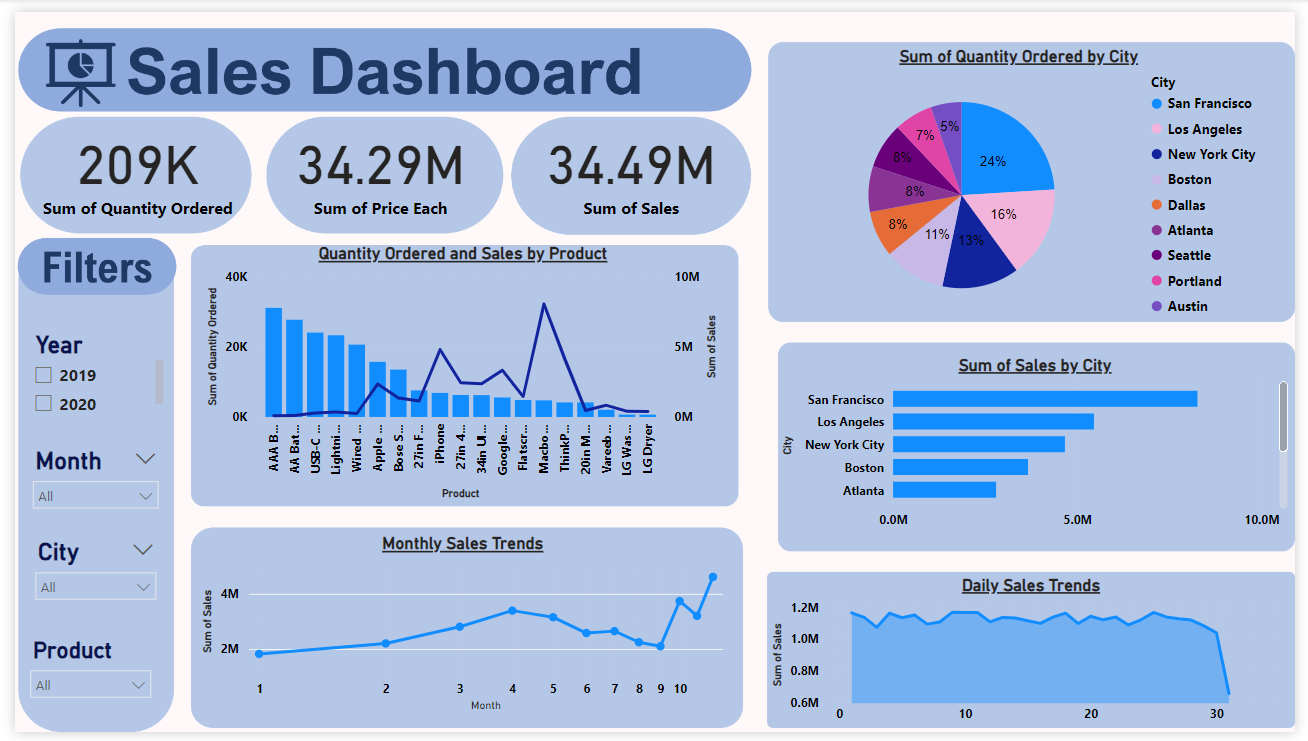 Sales Dashboard
209K
Sum of Quantity Ordered
34.29M
Sum of Price Each
34.49M
Sum of Sales
Filters
Year
2019
2020
Month
All
City
All
Product
All
Quantity Ordered and Sales by Product
40K
20K
0K
Sum of Quantity Ordered
10M
5M
0M
Sum of Sales
AAA B...
AA Bat...
USB-C ...
Lightni...
Wired ...
Apple ...
Bose S...
27in F...
iPhone
27in 4...
34in Ul...
Google...
Flatscr...
Macbo...
ThinkP...
20in M...
Vareeb...
LG Was...
LG Dryer
Product
Monthly Sales Trends
Sum of Sales
4M
2M
1 2 3 4 5 6 7 8 9 10
Month
Sum of Quantity Ordered by City
24%
16%
13%
11%
8%
8%
8%
7%
5%
City
San Francisco
Los Angeles
New York City
Boston
Dallas
Atlanta
Seattle
Portland
Austin
Sum of Sales by City
City
San Francisco
Los Angeles
New York City
Boston
Atlanta
0.0M 5.0M 10.0M
Daily Sales Trends
Sum of Sales
1.2M
1.0M
0.8M
0.6M
0 10 20 30